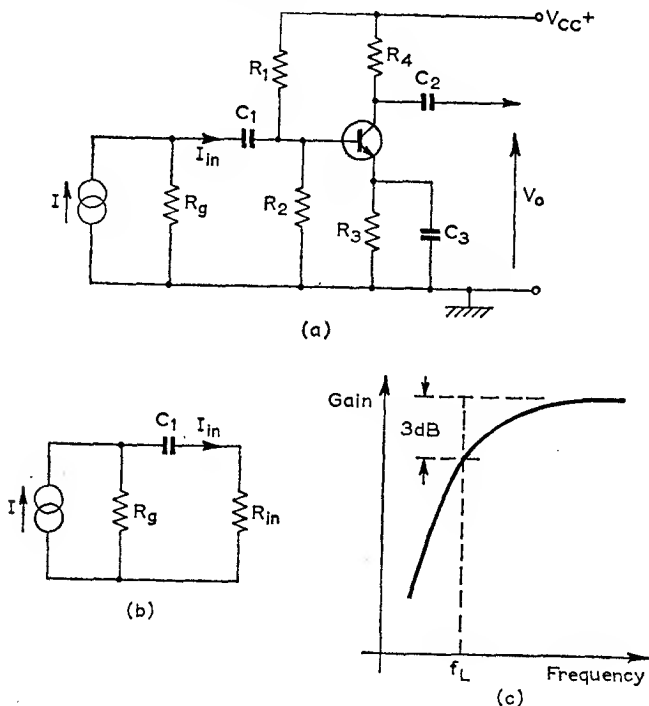 V_CC+
R_1
R_4
C_2
C_1
I_in
I
R_g
R_2
R_3
C_3
V_o
(a)
C_1
I_in
I
R_g
R_in
(b)
Gain
3dB
f_L
Frequency
(c)